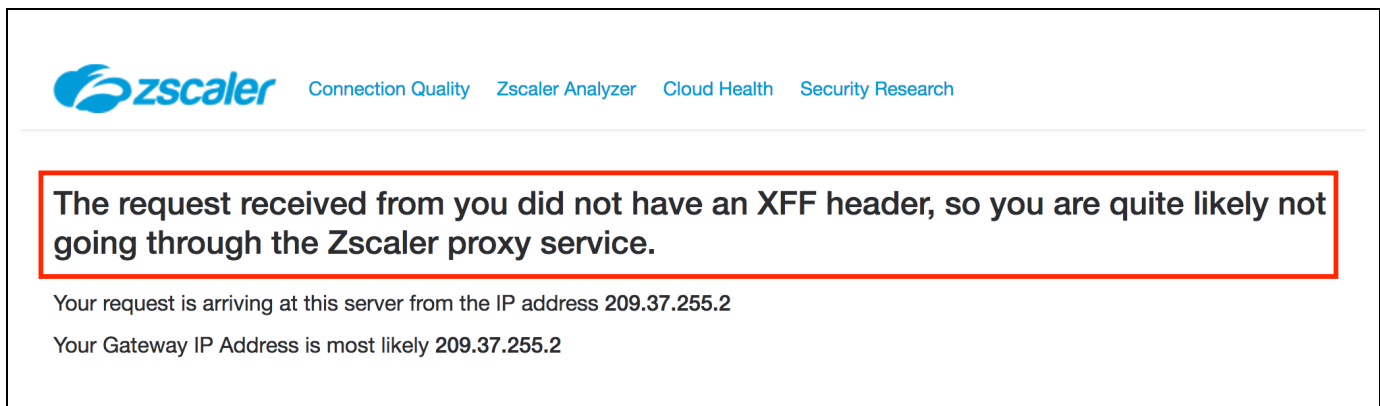 zscaler Connection Quality Zscaler Analyzer Cloud Health Security Research
The request received from you did not have an XFF header, so you are quite likely not
going through the Zscaler proxy service.
Your request is arriving at this server from the IP address 209.37.255.2
Your Gateway IP Address is most likely 209.37.255.2